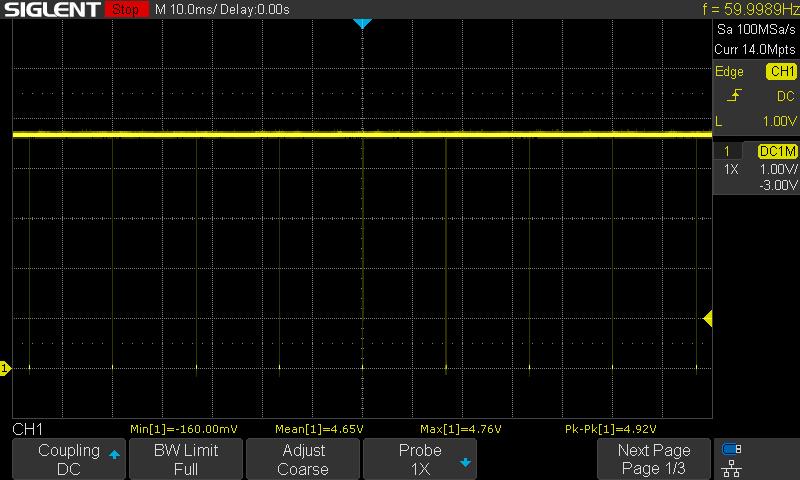 SIGLENT Stop M 10.0ms/ Delay:0.00s f = 59.9989Hz
Sa 100MSa/s
Curr 14.0Mpts
Edge CH1
DC
L 1.00V
1 DC1M
1X 1.00V/
-3.00V
1
CH1 Min[1]=-160.00mV Mean[1]=4.65V Max[1]=4.76V Pk-Pk[1]=4.92V
Coupling BW Limit Adjust Probe Next Page
DC Full Coarse 1X Page 1/3